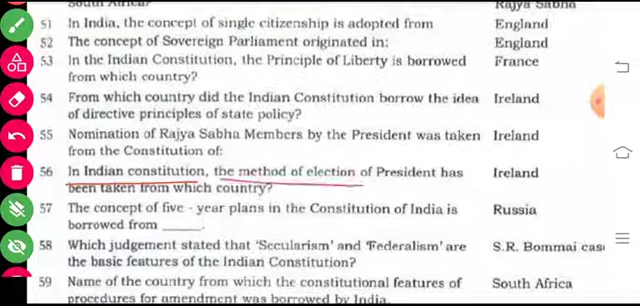 South Africa? Rajya Sabha
51 In India, the concept of single citizenship is adopted from England
52 The concept of Sovereign Parliament originated in: England
53 In the Indian Constitution, the Principle of Liberty is borrowed France
from which country?
54 From which country did the Indian Constitution borrow the idea Ireland
of directive principles of state policy?
55 Nomination of Rajya Sabha Members by the President was taken Ireland
from the Constitution of:
56 In Indian constitution, the method of election of President has Ireland
been taken from which country?
57 The concept of five - year plans in the Constitution of India is Russia
borrowed from _____.
58 Which judgement stated that 'Secularism' and 'Federalism' are S.R. Bommai cas
the basic features of the Indian Constitution?
59 Name of the country from which the constitutional features of South Africa
procedures for amendment was borrowed by India.